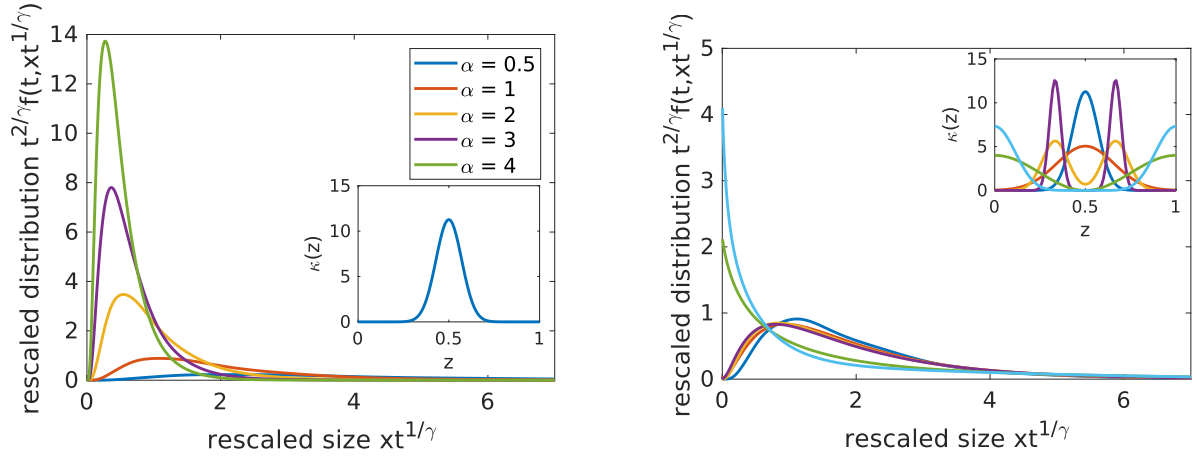 rescaled distribution t^{2/γ}f(t,xt^{1/γ})
14
12
10
8
6
4
2
0
0 2 4 6
rescaled size xt^{1/γ}
α = 0.5
α = 1
α = 2
α = 3
α = 4
κ(z)
15
10
5
0
0 0.5 1
z
rescaled distribution t^{2/γ}f(t,xt^{1/γ})
5
4
3
2
1
0
0 2 4 6
rescaled size xt^{1/γ}
κ(z)
15
10
5
0
0 0.5 1
z